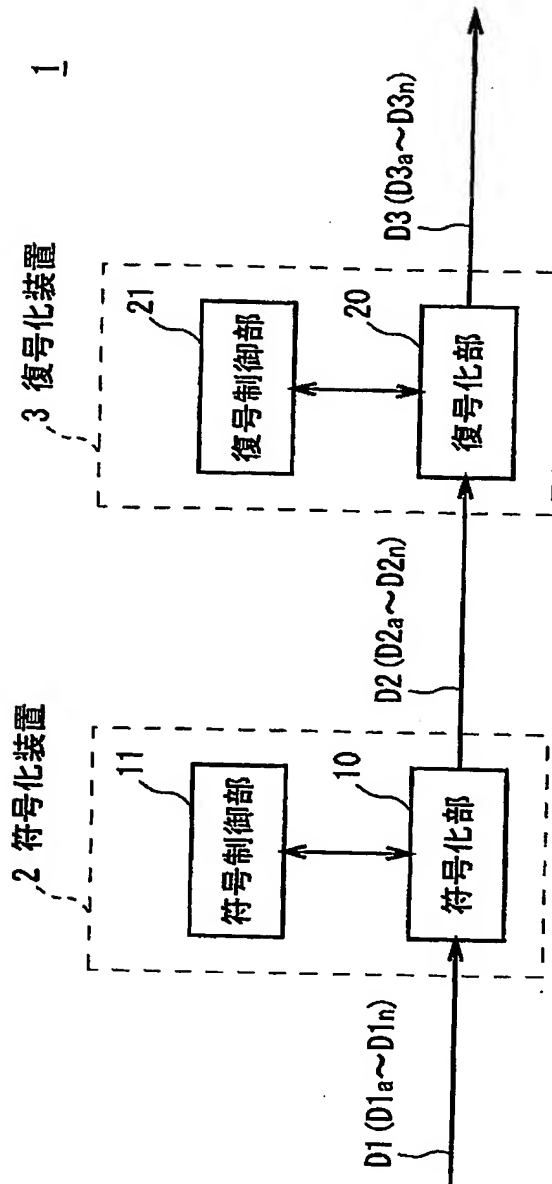 1
2 符号化装置
3 復号化装置
11
符号制御部
21
復号制御部
10
符号化部
20
復号化部
D1(D1a～D1n)
D2(D2a～D2n)
D3(D3a～D3n)